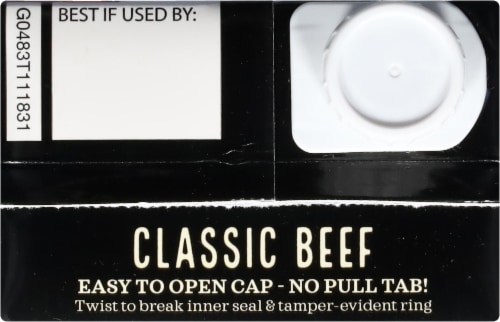 G0483T111831
BEST IF USED BY:
CLASSIC BEEF
EASY TO OPEN CAP - NO PULL TAB!
Twist to break inner seal & tamper-evident ring